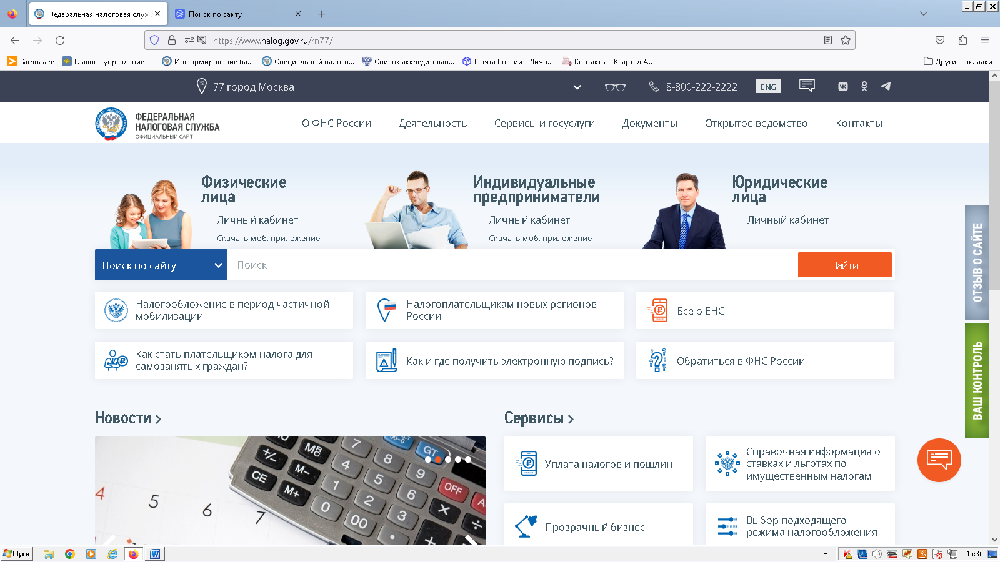 Федеральная налоговая служ
Поиск по сайту
https://www.nalog.gov.ru/rn77/
Samoware
Главное управление ...
Информирование ба...
Специальный налого...
Список аккредитован...
Почта России - Личн...
Контакты - Квартал 4...
Другие закладки
77 город Москва
8-800-222-2222
ENG
ФЕДЕРАЛЬНАЯ
НАЛОГОВАЯ СЛУЖБА
ОФИЦИАЛЬНЫЙ САЙТ
О ФНС России
Деятельность
Сервисы и госуслуги
Документы
Открытое ведомство
Контакты
Физические
лица
Личный кабинет
Скачать моб. приложение
Индивидуальные
предприниматели
Личный кабинет
Скачать моб. приложение
Юридические
лица
Личный кабинет
Поиск по сайту
Поиск
Найти
Налогообложение в период частичной
мобилизации
Налогоплательщикам новых регионов
России
Всё о ЕНС
Как стать плательщиком налога для
самозанятых граждан?
Как и где получить электронную подпись?
Обратиться в ФНС России
ОТЗЫВ О САЙТЕ
ВАШ КОНТРОЛЬ
Новости
Сервисы
+/−
MRC
7
GT
4
8
M−
9
CE
1
5
OFF
M+
6
0
2
×
00
3
÷
4
5
6
7
Уплата налогов и пошлин
Справочная информация о
ставках и льготах по
имущественным налогам
Прозрачный бизнес
Выбор подходящего
режима налогообложения
Пуск
RU
15:36